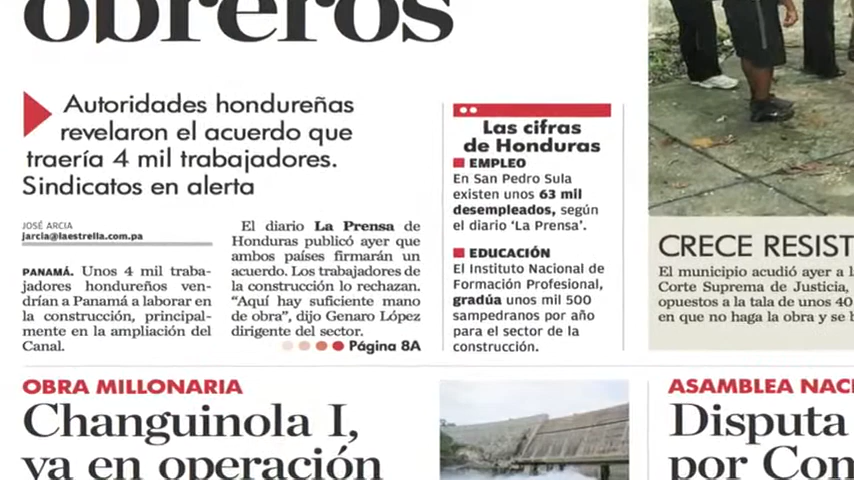 obreros
Autoridades hondureñas
revelaron el acuerdo que
traería 4 mil trabajadores.
Sindicatos en alerta
JOSÉ ARCIA
jarcia@laestrella.com.pa
PANAMÁ. Unos 4 mil traba-
jadores hondureños ven-
drían a Panamá a laborar en
la construcción, principal-
mente en la ampliación del
Canal.
El diario La Prensa de
Honduras publicó ayer que
ambos países firmarán un
acuerdo. Los trabajadores de
la construcción lo rechazan.
“Aquí hay suficiente mano
de obra”, dijo Genaro López
dirigente del sector.
Página 8A
Las cifras
de Honduras
EMPLEO
En San Pedro Sula
existen unos 63 mil
desempleados, según
el diario ‘La Prensa’.
EDUCACIÓN
El Instituto Nacional de
Formación Profesional,
gradúa unos mil 500
sampedranos por año
para el sector de la
construcción.
CRECE RESIST
El municipio acudió ayer a l
Corte Suprema de Justicia,
opuestos a la tala de unos 40
en que no haga la obra y se b
OBRA MILLONARIA
Changuinola I,
va en operación
ASAMBLEA NACI
Disputa
por Com